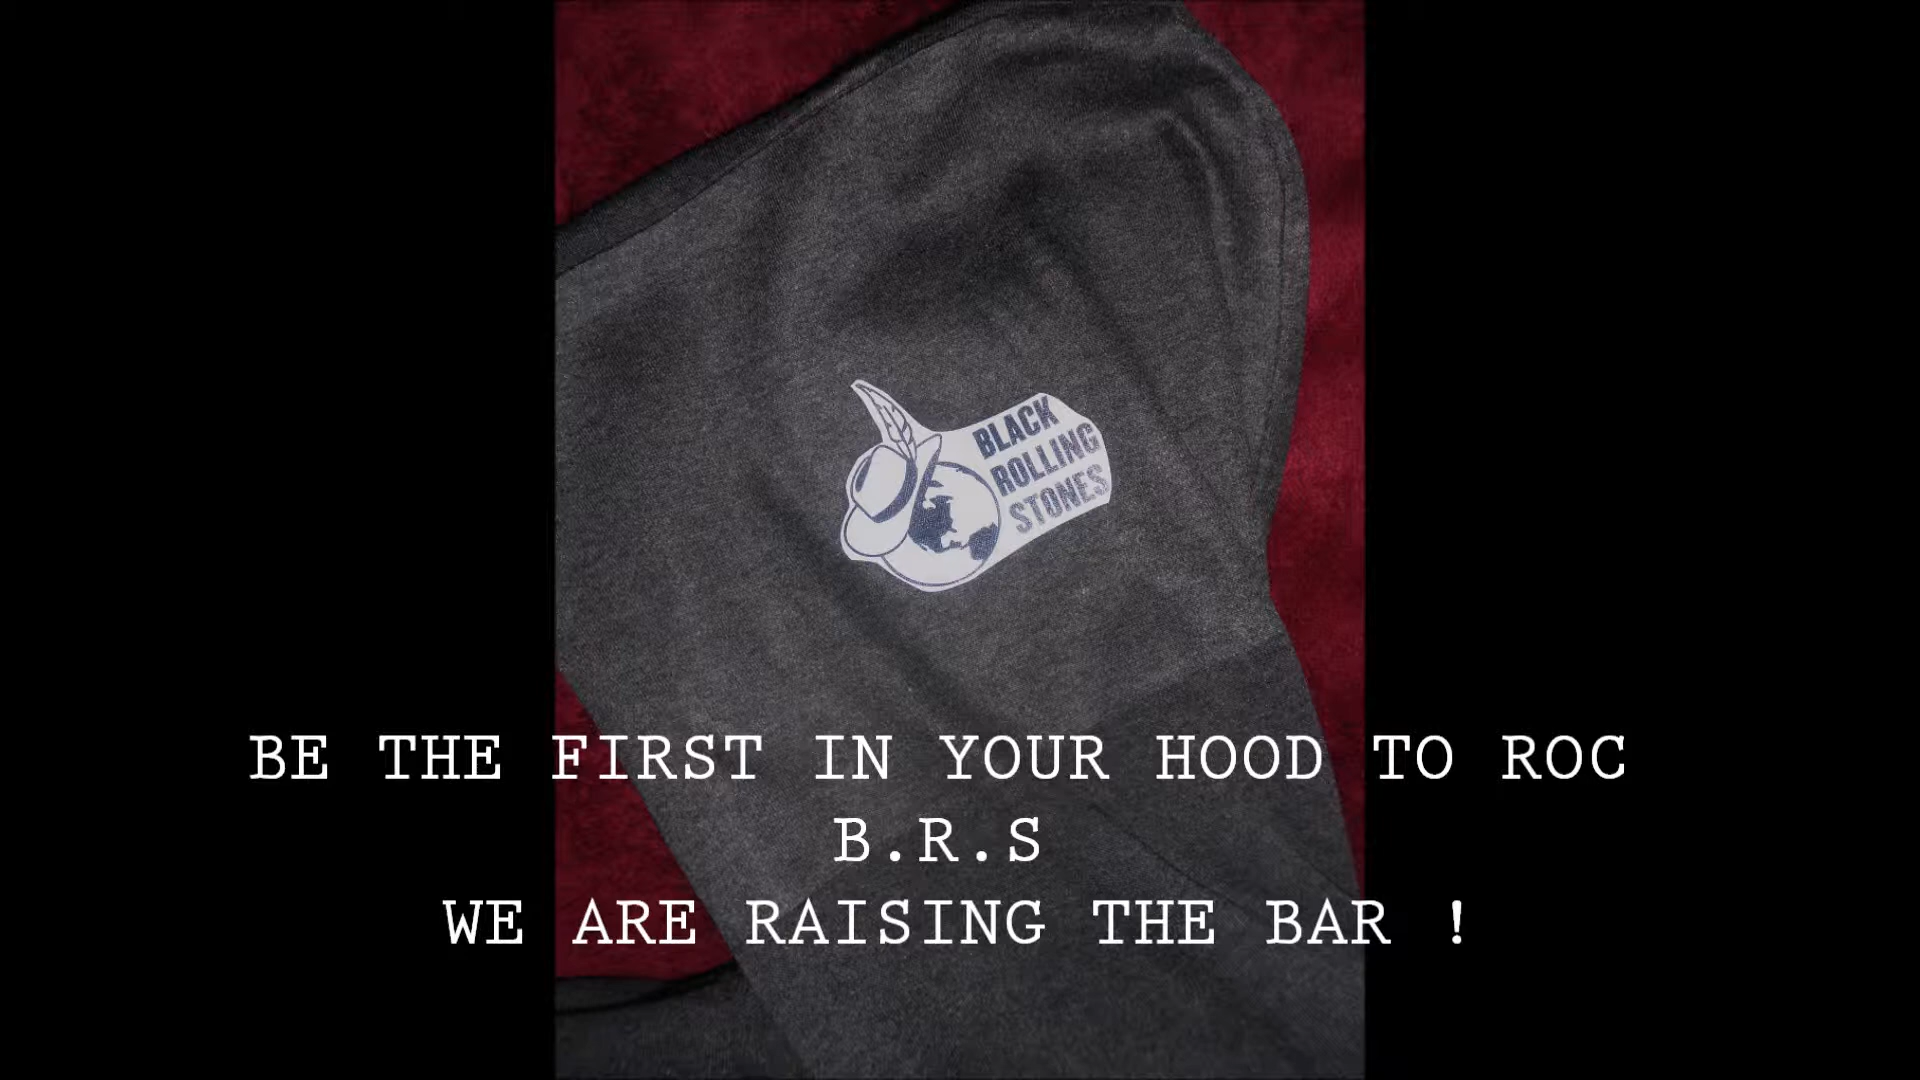 BLACK
ROLLING
STONES
BE THE FIRST IN YOUR HOOD TO ROC
B.R.S
WE ARE RAISING THE BAR !